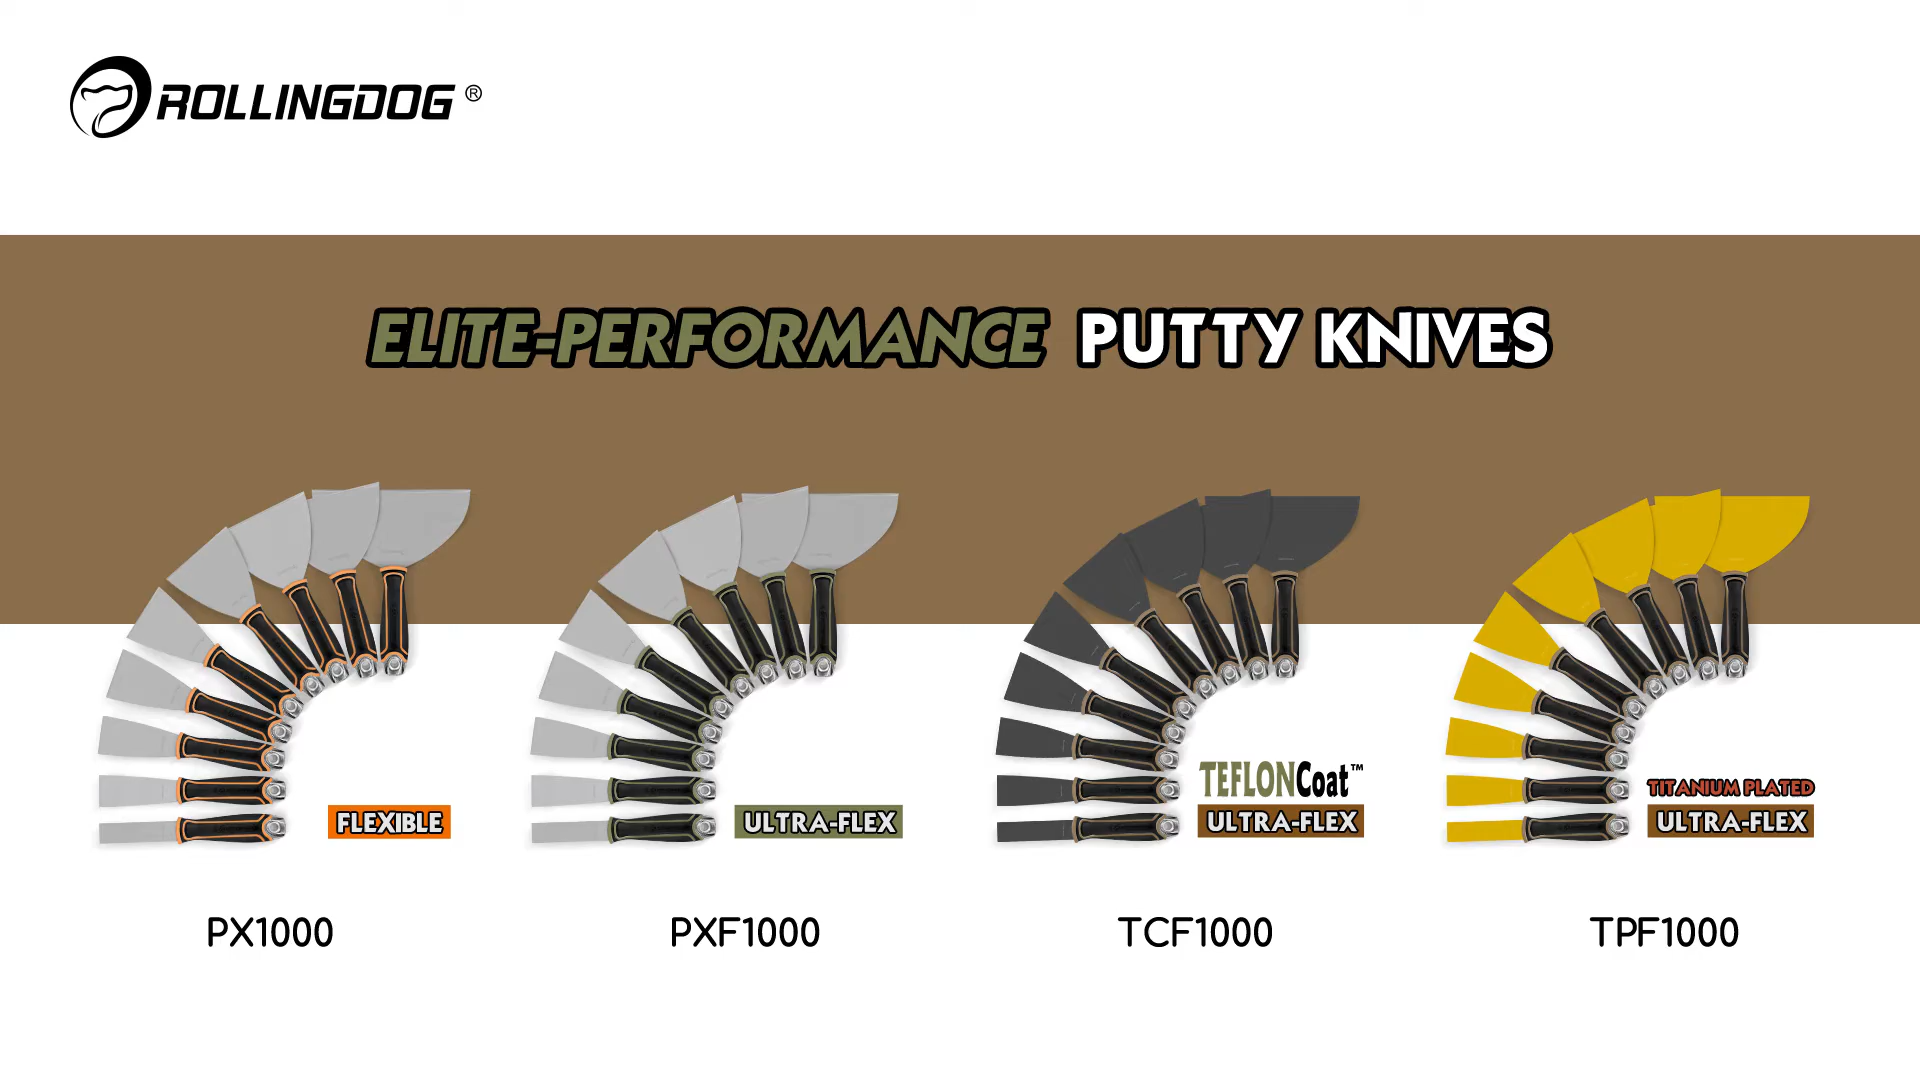 ROLLINGDOG ®
ELITE-PERFORMANCE PUTTY KNIVES
FLEXIBLE
ULTRA-FLEX
TEFLONCoat™
ULTRA-FLEX
TITANIUM PLATED
ULTRA-FLEX
PX1000
PXF1000
TCF1000
TPF1000